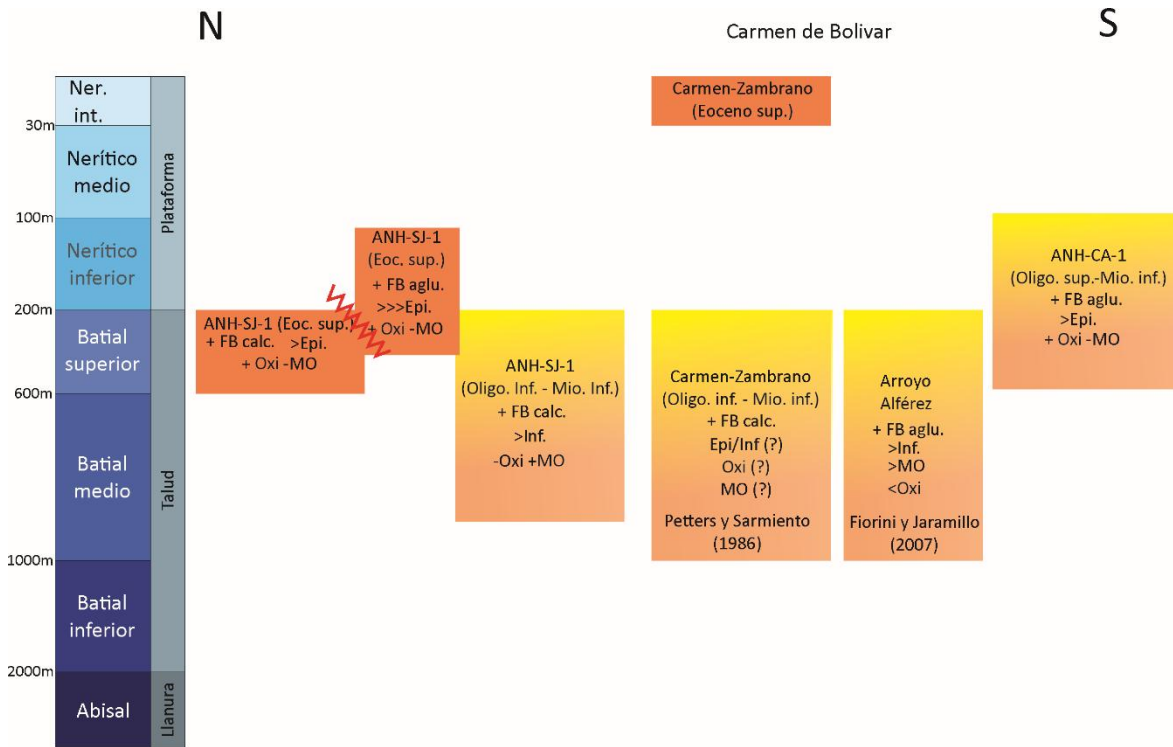 N
Carmen de Bolivar
S
Ner.
int.
30m
Nerítico
medio
100m
Nerítico
inferior
200m
Batial
superior
600m
Batial
medio
1000m
Batial
inferior
2000m
Abisal
Plataforma
Talud
Llanura
ANH-SJ-1 (Eoc. sup.)
+ FB calc. >Epi.
+ Oxi -MO
ANH-SJ-1
(Eoc. sup.)
+ FB aglu.
>>>Epi.
+ Oxi -MO
ANH-SJ-1
(Oligo. Inf. - Mio. Inf.)
+ FB calc.
>Inf.
-Oxi +MO
Carmen-Zambrano
(Eoceno sup.)
Carmen-Zambrano
(Oligo. inf. - Mio. inf.)
+ FB calc.
Epi/Inf (?)
Oxi (?)
MO (?)
Petters y Sarmiento
(1986)
Arroyo
Alférez
+ FB aglu.
>Inf.
>MO
<Oxi
Fiorini y Jaramillo
(2007)
ANH-CA-1
(Oligo. sup.-Mio. inf.)
+ FB aglu.
>Epi.
+ Oxi -MO